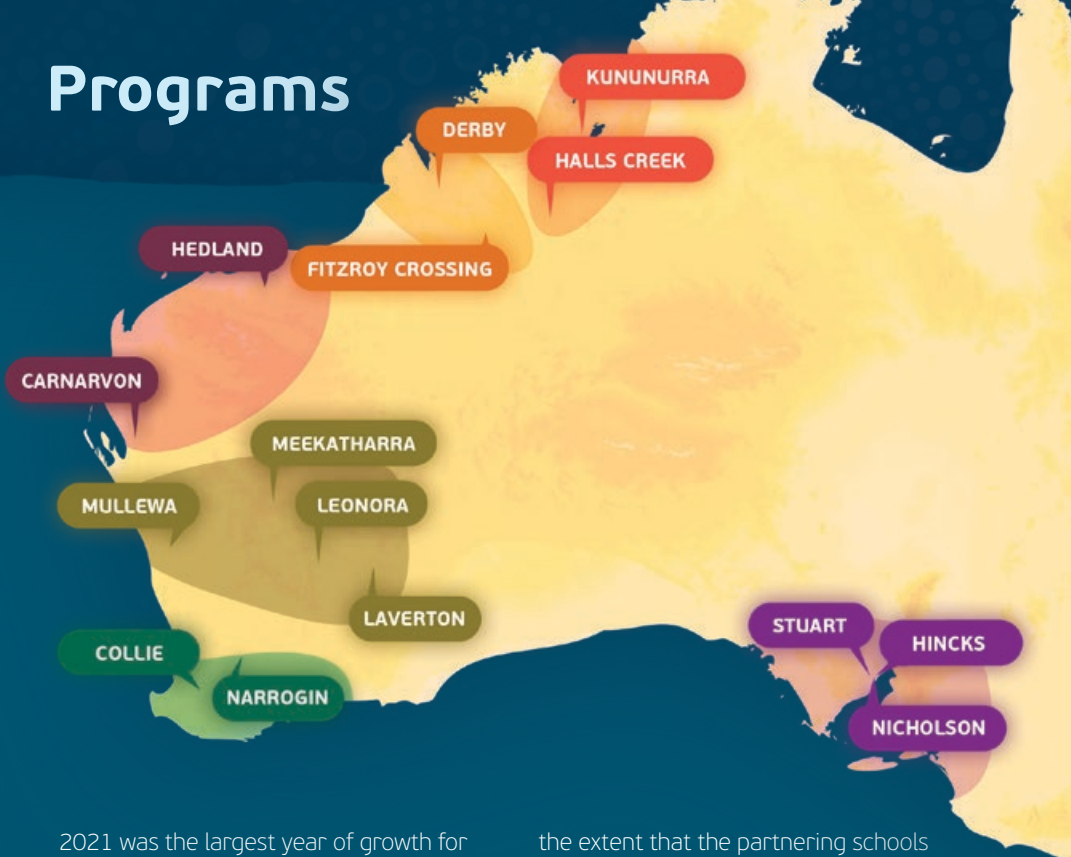 Programs
KUNUNURRA
DERBY
HALLS CREEK
HEDLAND
FITZROY CROSSING
CARNARVON
MEEKATHARRA
MULLEWA
LEONORA
LAVERTON
STUART
HINCKS
COLLIE
NARROGIN
NICHOLSON
2021 was the largest year of growth for
the extent that the partnering schools